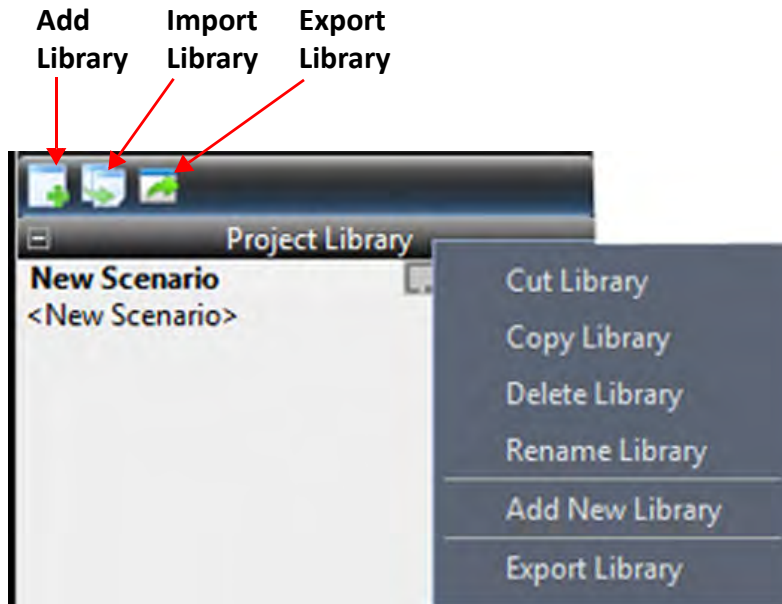 Add Import Export
Library Library Library
Project Library
New Scenario
<New Scenario>
Cut Library
Copy Library
Delete Library
Rename Library
Add New Library
Export Library